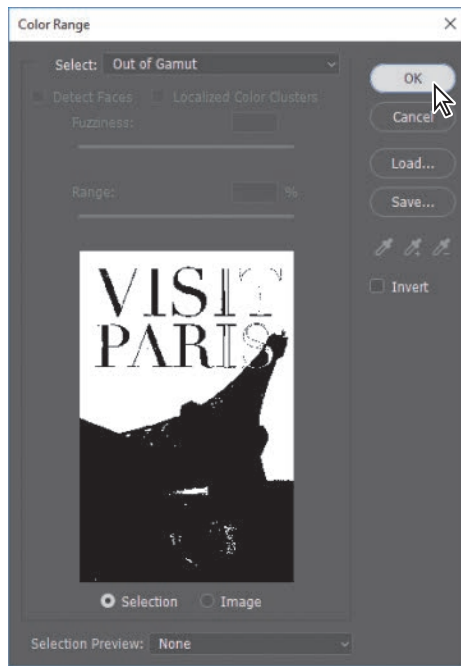 Color Range
Select: Out of Gamut
Detect Faces Localized Color Clusters
Fuzziness:
Range: %
OK
Cancel
Load...
Save...
Invert
VISIT
PARIS
Selection Image
Selection Preview: None